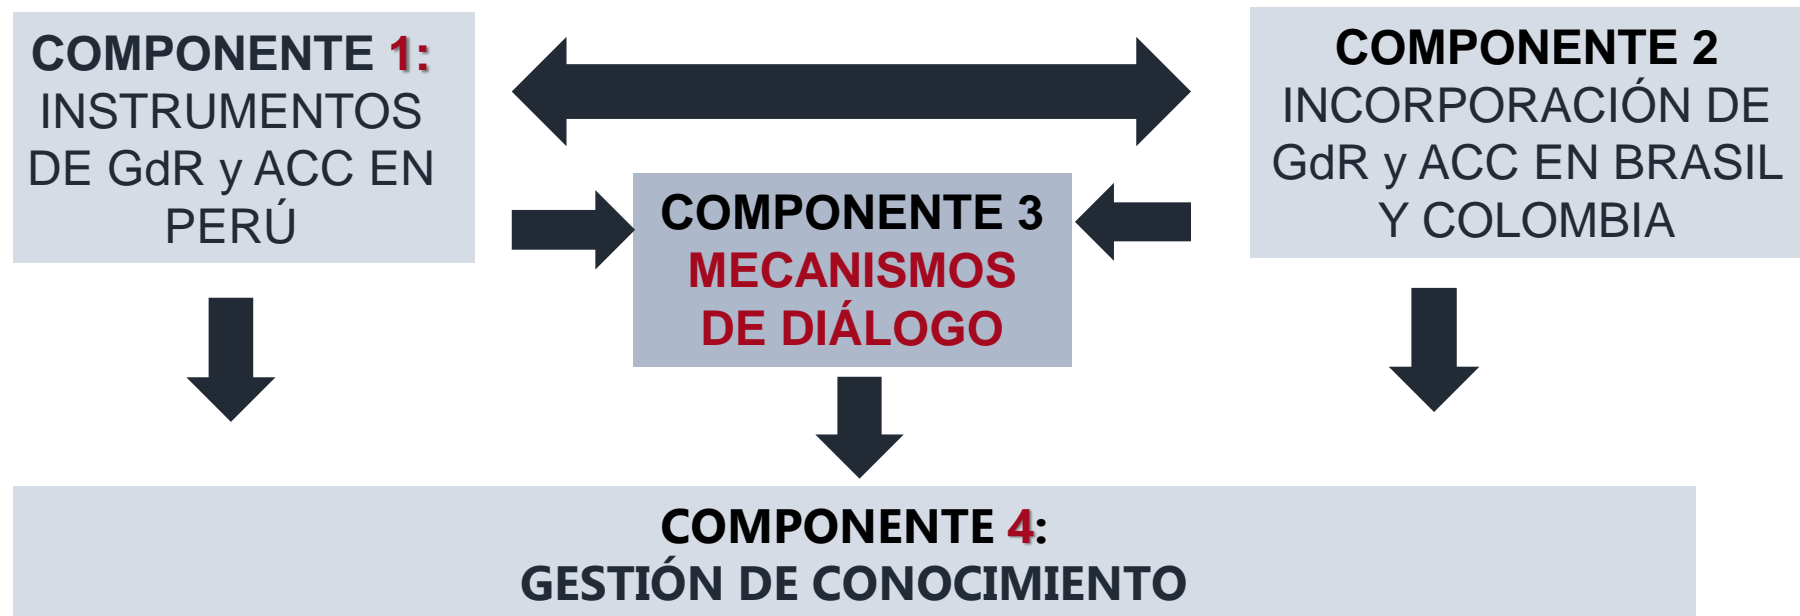 COMPONENTE 1:
INSTRUMENTOS
DE GdR y ACC EN
PERÚ
COMPONENTE 2
INCORPORACIÓN DE
GdR y ACC EN BRASIL
Y COLOMBIA
COMPONENTE 3
MECANISMOS
DE DIÁLOGO
COMPONENTE 4:
GESTIÓN DE CONOCIMIENTO